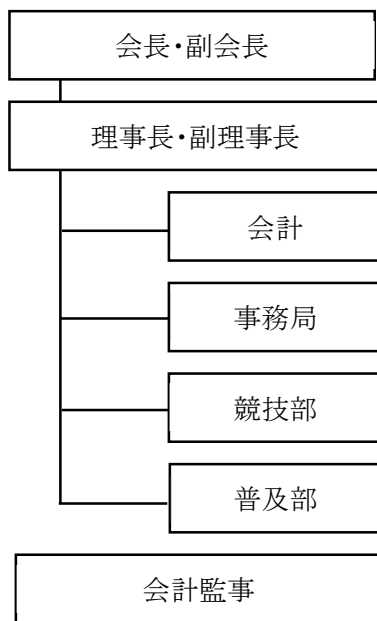 会長・副会長
理事長・副理事長
会計
事務局
競技部
普及部
会計監事